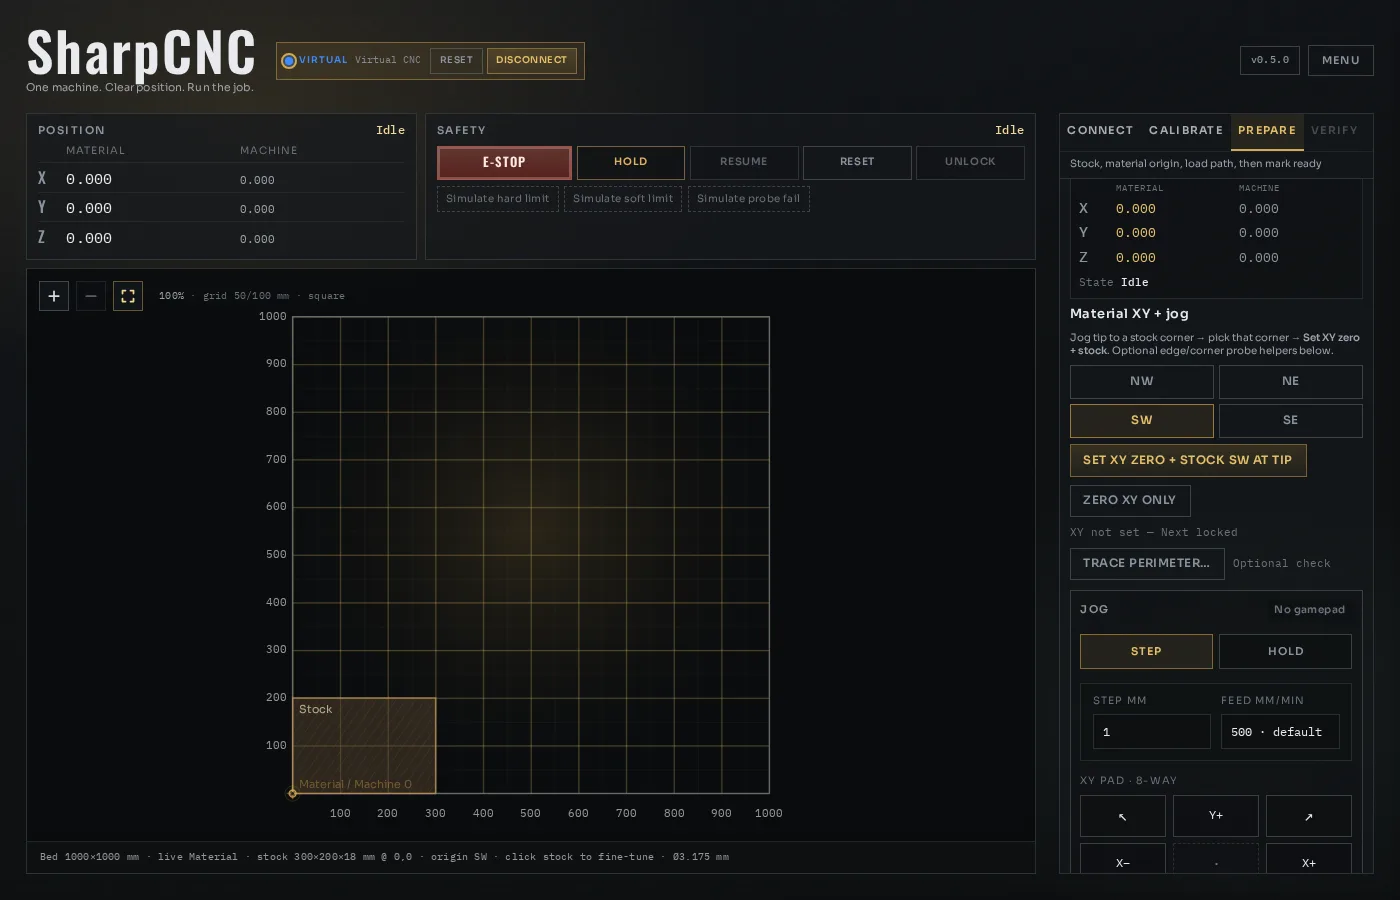 SharpCNC
One machine. Clear position. Run the job.
VIRTUAL Virtual CNC RESET DISCONNECT
v0.5.0 MENU
POSITION Idle
MATERIAL MACHINE
X 0.000 0.000
Y 0.000 0.000
Z 0.000 0.000
SAFETY Idle
E-STOP HOLD RESUME RESET UNLOCK
Simulate hard limit Simulate soft limit Simulate probe fail
+ − 100% · grid 50/100 mm · square
1000
900
800
700
600
500
400
300
200
100
Stock
Material / Machine 0
100 200 300 400 500 600 700 800 900 1000
Bed 1000×1000 mm · live Material · stock 300×200×18 mm @ 0,0 · origin SW · click stock to fine-tune · Ø3.175 mm
CONNECT CALIBRATE PREPARE VERIFY
Stock, material origin, load path, then mark ready
MATERIAL MACHINE
X 0.000 0.000
Y 0.000 0.000
Z 0.000 0.000
State Idle
Material XY + jog
Jog tip to a stock corner → pick that corner → Set XY zero
+ stock. Optional edge/corner probe helpers below.
NW NE
SW SE
SET XY ZERO + STOCK SW AT TIP
ZERO XY ONLY
XY not set — Next locked
TRACE PERIMETER… Optional check
JOG No gamepad
STEP HOLD
STEP MM FEED MM/MIN
1 500 · default
XY PAD · 8-WAY
↖ Y+ ↗
X− · X+